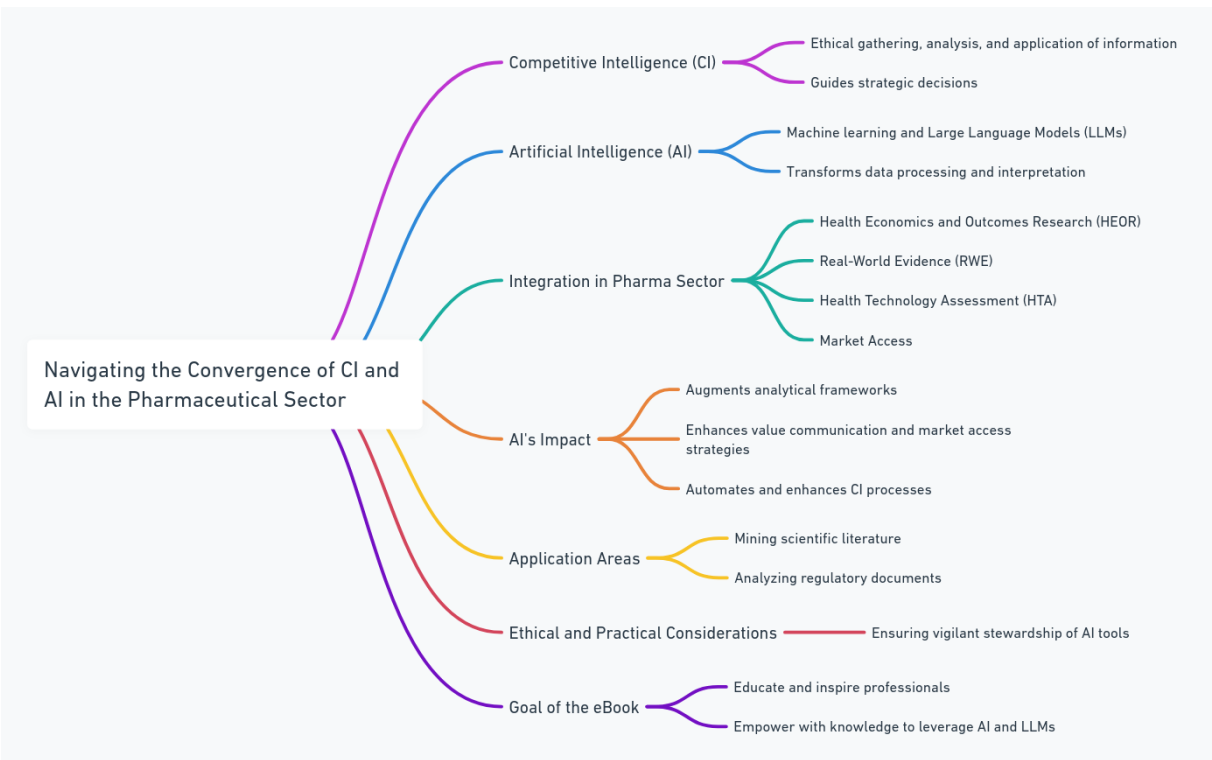 Navigating the Convergence of CI and
AI in the Pharmaceutical Sector
Competitive Intelligence (CI)
Ethical gathering, analysis, and application of information
Guides strategic decisions
Artificial Intelligence (AI)
Machine learning and Large Language Models (LLMs)
Transforms data processing and interpretation
Integration in Pharma Sector
Health Economics and Outcomes Research (HEOR)
Real-World Evidence (RWE)
Health Technology Assessment (HTA)
Market Access
AI's Impact
Augments analytical frameworks
Enhances value communication and market access
strategies
Automates and enhances CI processes
Application Areas
Mining scientific literature
Analyzing regulatory documents
Ethical and Practical Considerations
Ensuring vigilant stewardship of AI tools
Goal of the eBook
Educate and inspire professionals
Empower with knowledge to leverage AI and LLMs